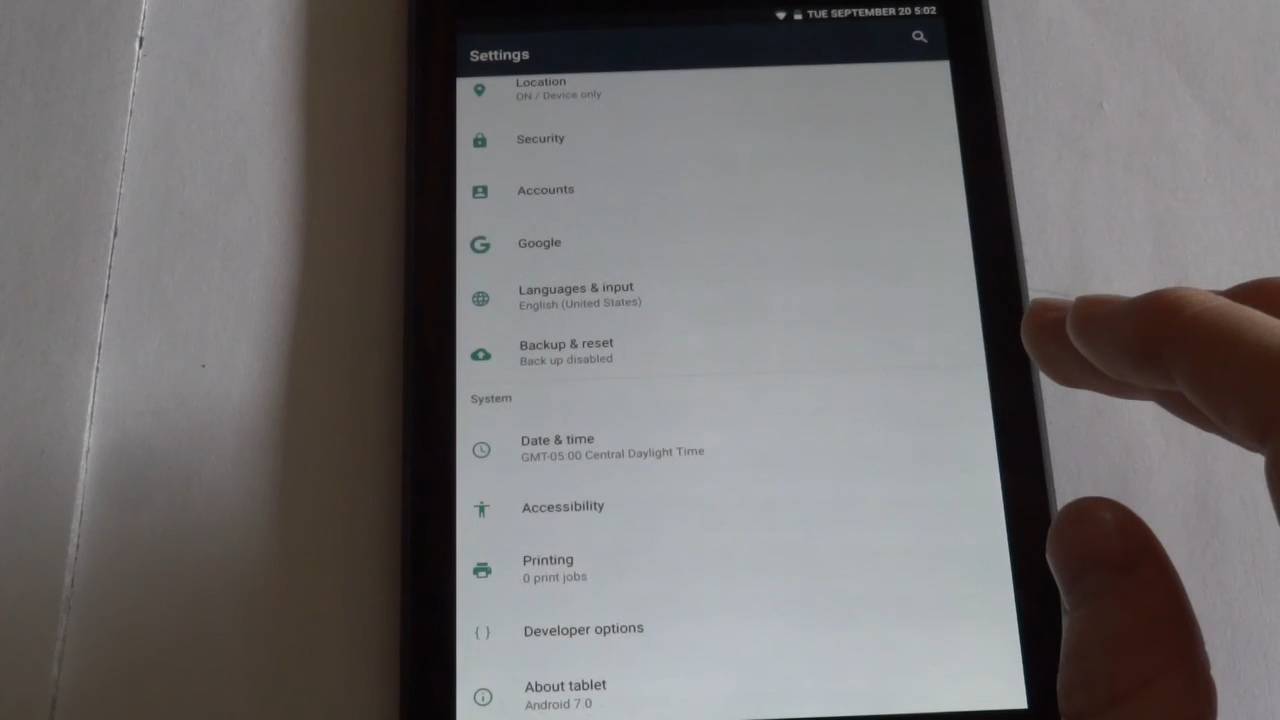 TUE SEPTEMBER 20 5:02
Settings
Location
ON / Device only
Security
Accounts
Google
Languages & input
English (United States)
Backup & reset
Back up disabled
System
Date & time
GMT-05:00 Central Daylight Time
Accessibility
Printing
0 print jobs
{ } Developer options
About tablet
Android 7.0